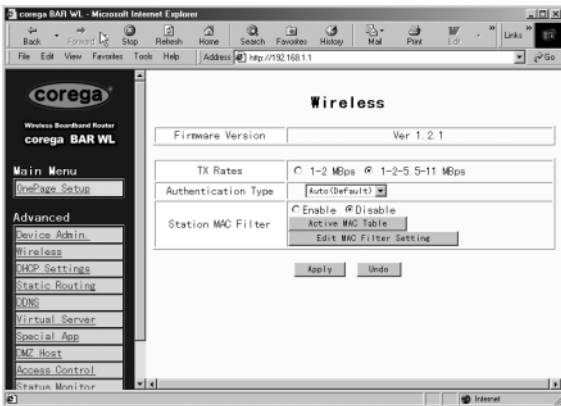 corega BAR WL - Microsoft Internet Explorer
Back Forward Stop Refresh Home Search Favorites History Mail Print Edit Links
File Edit View Favorites Tools Help Address http://192.168.1.1 Go
corega
Wireless Boardband Router
corega BAR WL
Main Menu
OnePage Setup
Advanced
Device Admin.
Wireless
DHCP Settings
Static Routing
DDNS
Virtual Server
Special App
DMZ Host
Access Control
Status Monitor
Wireless
Firmware Version Ver 1.2.1
TX Rates 1-2 MBps 1-2-5.5-11 MBps
Authentication Type Auto(Default)
Station MAC Filter Enable Disable
Active MAC Table
Edit MAC Filter Setting
Apply Undo
Internet